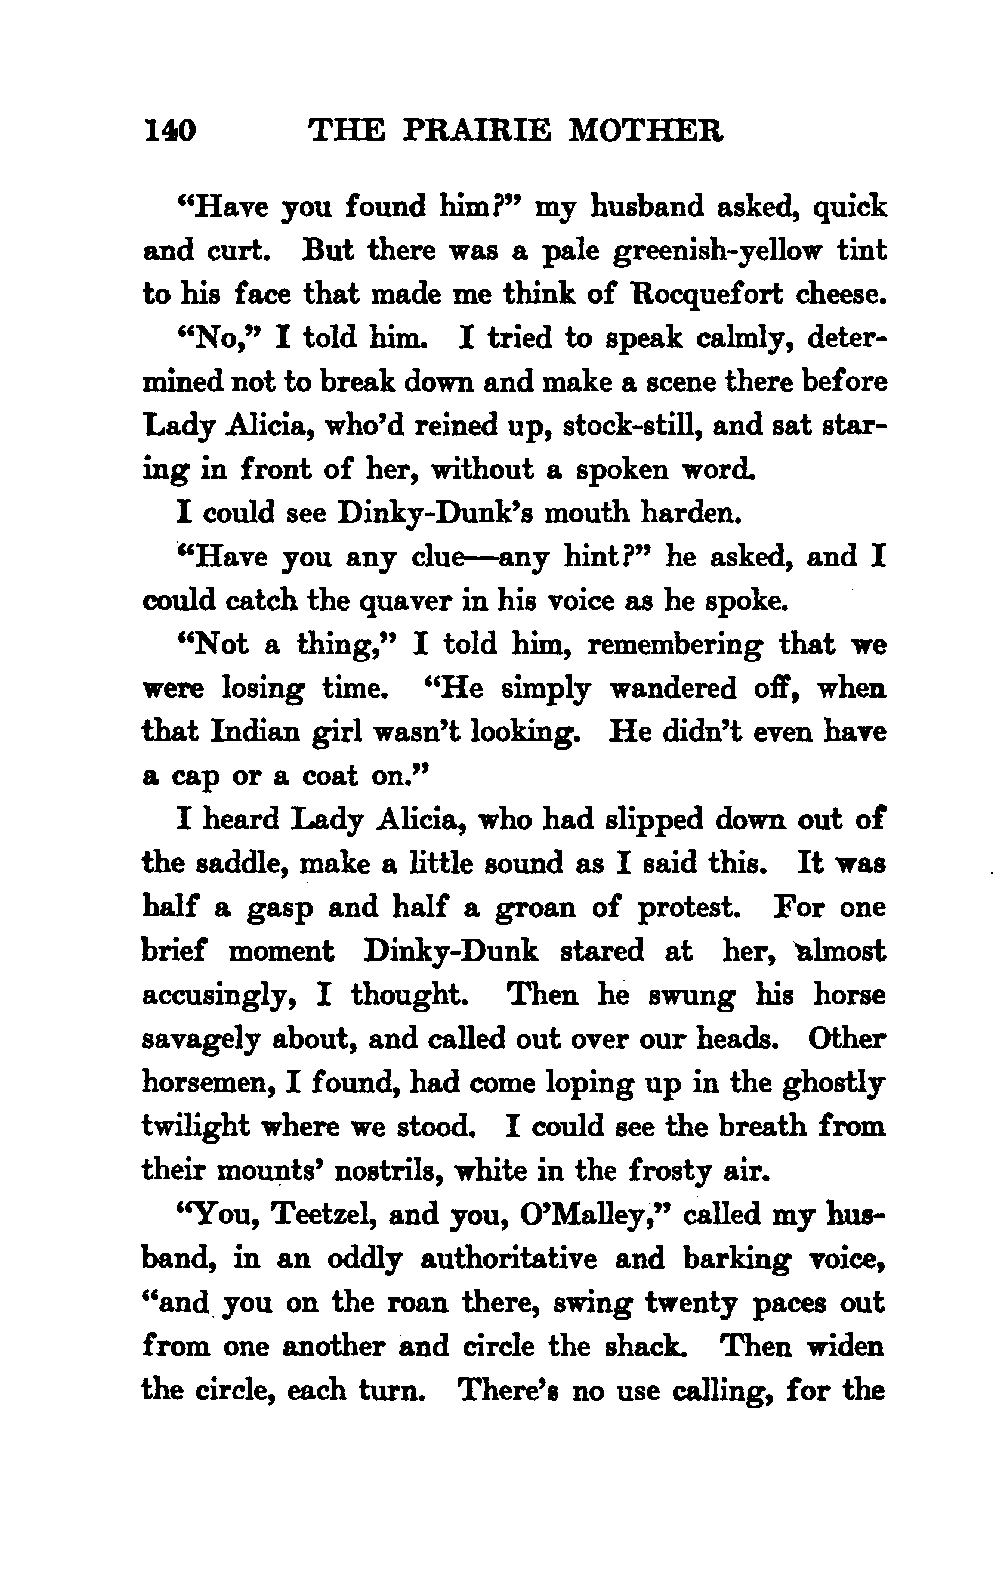 140 THE PRAIRIE MOTHER
“Have you found him?” my husband asked, quick
and curt. But there was a pale greenish-yellow tint
to his face that made me think of Rocquefort cheese.
“No,” I told him. I tried to speak calmly, deter-
mined not to break down and make a scene there before
Lady Alicia, who’d reined up, stock-still, and sat star-
ing in front of her, without a spoken word.
I could see Dinky-Dunk’s mouth harden.
“Have you any clue—any hint?” he asked, and I
could catch the quaver in his voice as he spoke.
“Not a thing,” I told him, remembering that we
were losing time. “He simply wandered off, when
that Indian girl wasn’t looking. He didn’t even have
a cap or a coat on.”
I heard Lady Alicia, who had slipped down out of
the saddle, make a little sound as I said this. It was
half a gasp and half a groan of protest. For one
brief moment Dinky-Dunk stared at her, almost
accusingly, I thought. Then he swung his horse
savagely about, and called out over our heads. Other
horsemen, I found, had come loping up in the ghostly
twilight where we stood. I could see the breath from
their mounts’ nostrils, white in the frosty air.
“You, Teetzel, and you, O’Malley,” called my hus-
band, in an oddly authoritative and barking voice,
“and you on the roan there, swing twenty paces out
from one another and circle the shack. Then widen
the circle, each turn. There’s no use calling, for the